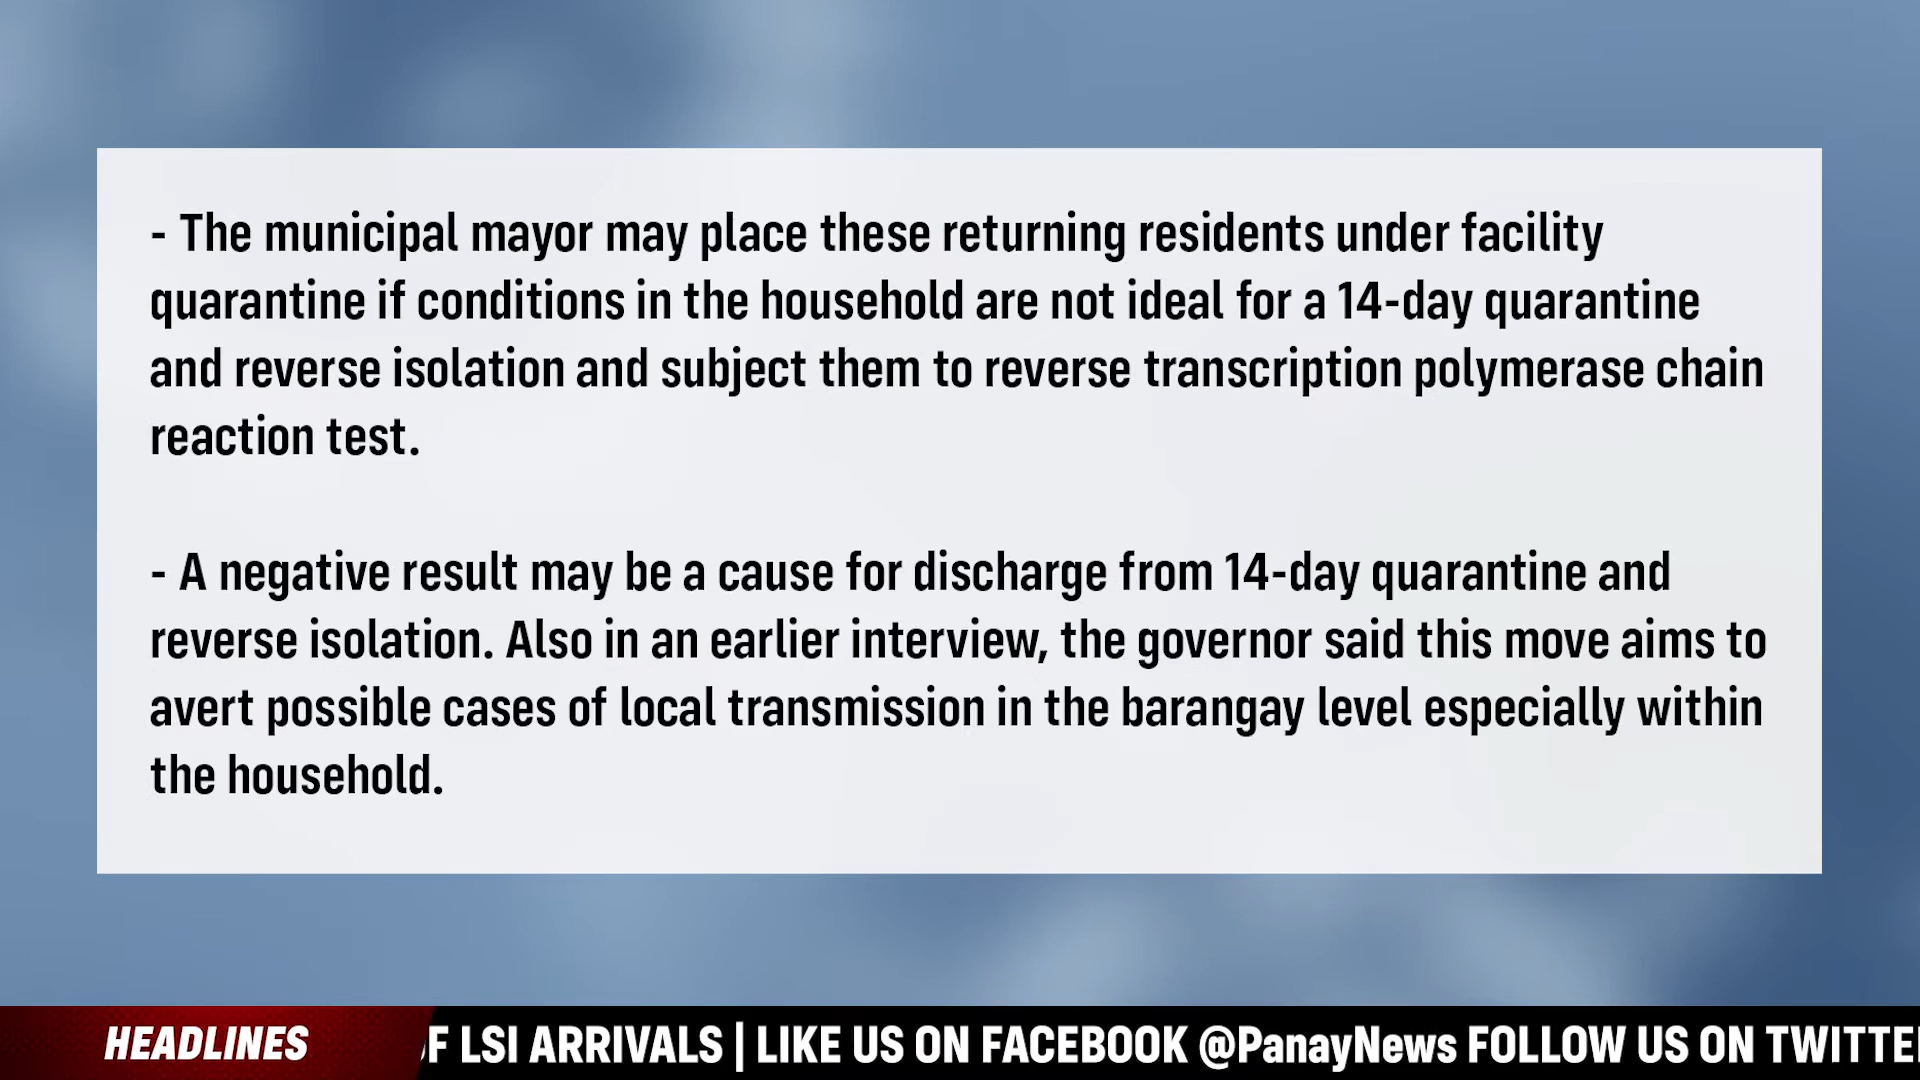 - The municipal mayor may place these returning residents under facility
quarantine if conditions in the household are not ideal for a 14-day quarantine
and reverse isolation and subject them to reverse transcription polymerase chain
reaction test.
- A negative result may be a cause for discharge from 14-day quarantine and
reverse isolation. Also in an earlier interview, the governor said this move aims to
avert possible cases of local transmission in the barangay level especially within
the household.
HEADLINES
LSI ARRIVALS | LIKE US ON FACEBOOK @PanayNews FOLLOW US ON